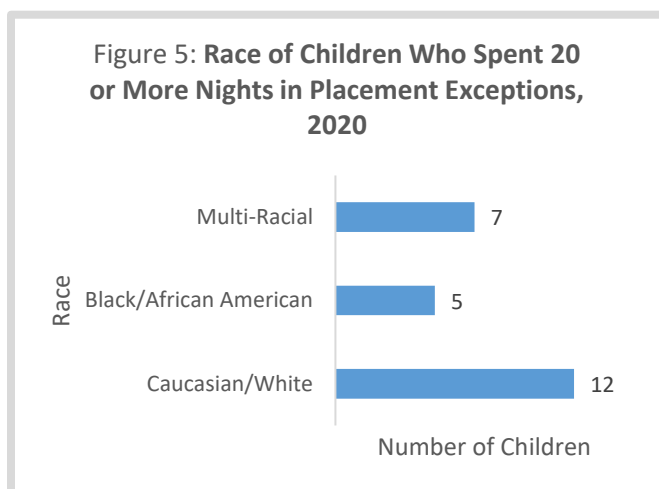 Figure 5: Race of Children Who Spent 20
or More Nights in Placement Exceptions,
2020
Race
Multi-Racial
7
Black/African American
5
Caucasian/White
12
Number of Children